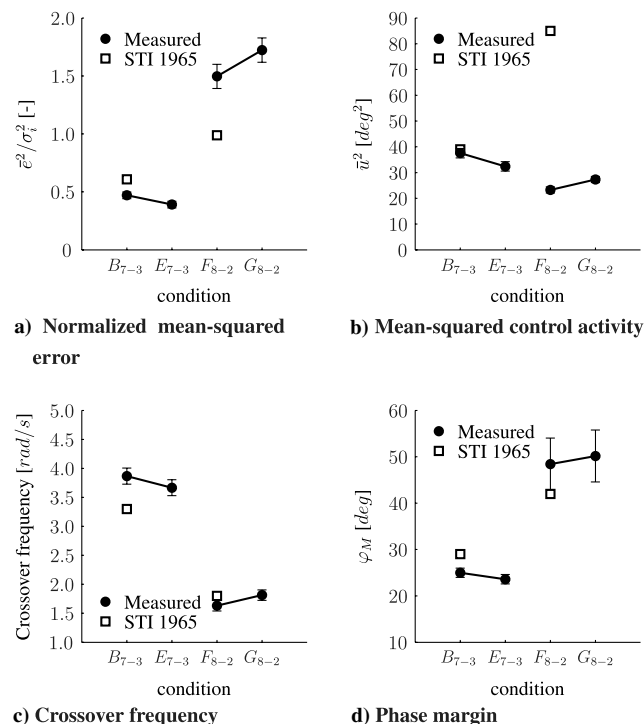 2.0
1.5
1.0
0.5
0
ē²/σᵢ² [-]
Measured
STI 1965
B₇₋₃ E₇₋₃ F₈₋₂ G₈₋₂
condition
a) Normalized mean-squared
error
90
80
70
60
50
40
30
20
10
0
ū² [deg²]
Measured
STI 1965
B₇₋₃ E₇₋₃ F₈₋₂ G₈₋₂
condition
b) Mean-squared control activity
5.0
4.5
4.0
3.5
3.0
2.5
2.0
1.5
1.0
Crossover frequency [rad/s]
Measured
STI 1965
B₇₋₃ E₇₋₃ F₈₋₂ G₈₋₂
condition
c) Crossover frequency
60
50
40
30
20
10
φ_M [deg]
Measured
STI 1965
B₇₋₃ E₇₋₃ F₈₋₂ G₈₋₂
condition
d) Phase margin